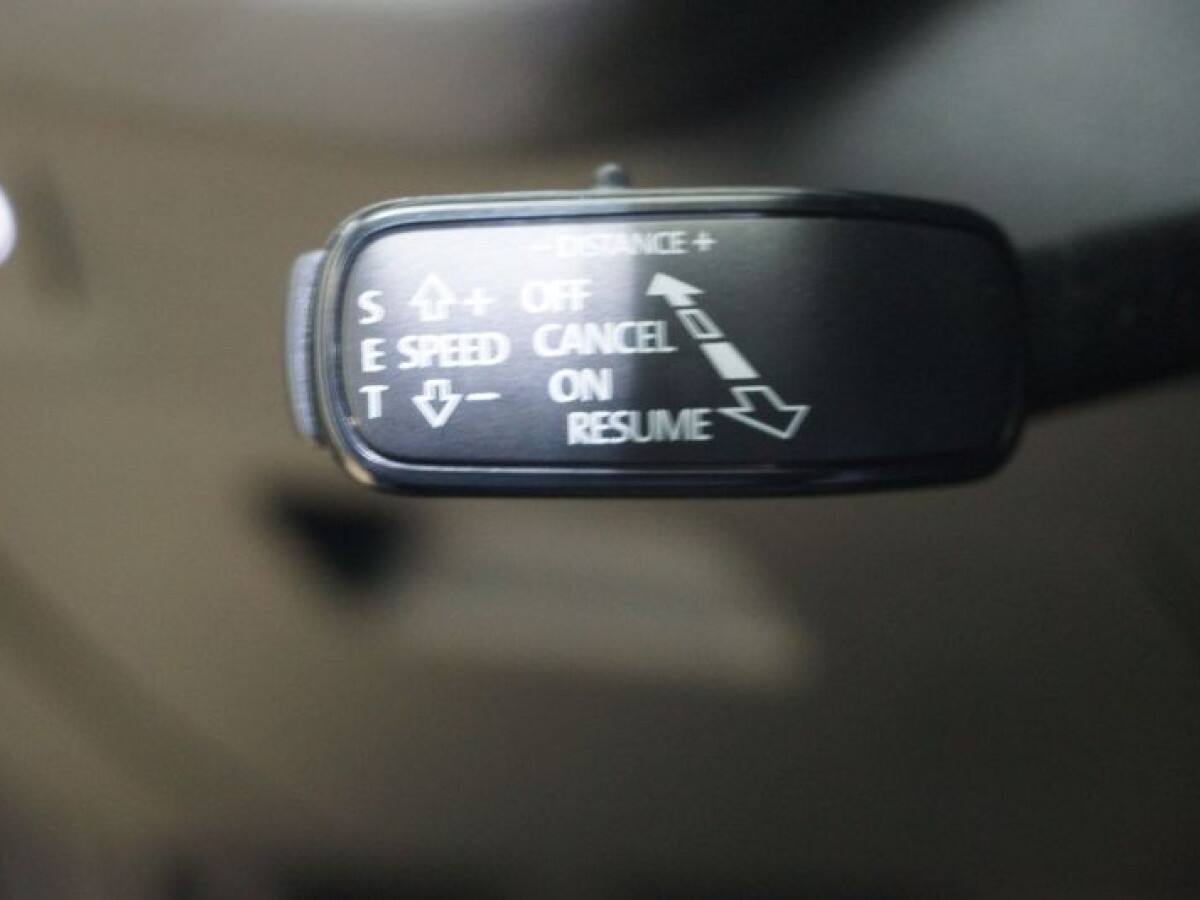 - DISTANCE +
S + OFF
E SPEED CANCEL
T - ON
RESUME